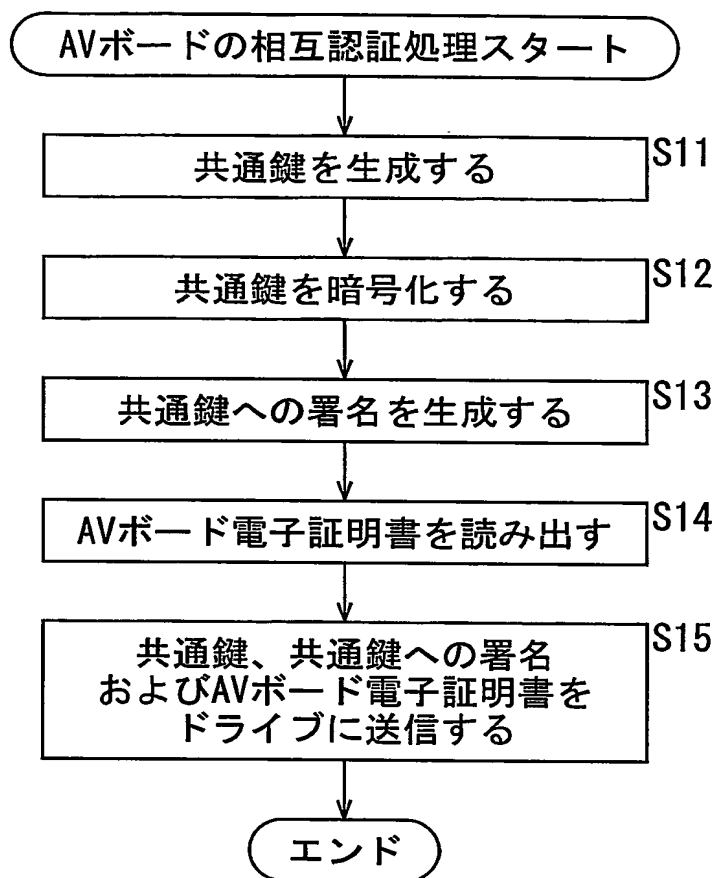 AVボードの相互認証処理スタート
共通鍵を生成する
S11
共通鍵を暗号化する
S12
共通鍵への署名を生成する
S13
AVボード電子証明書を読み出す
S14
共通鍵、共通鍵への署名
およびAVボード電子証明書を
ドライブに送信する
S15
エンド